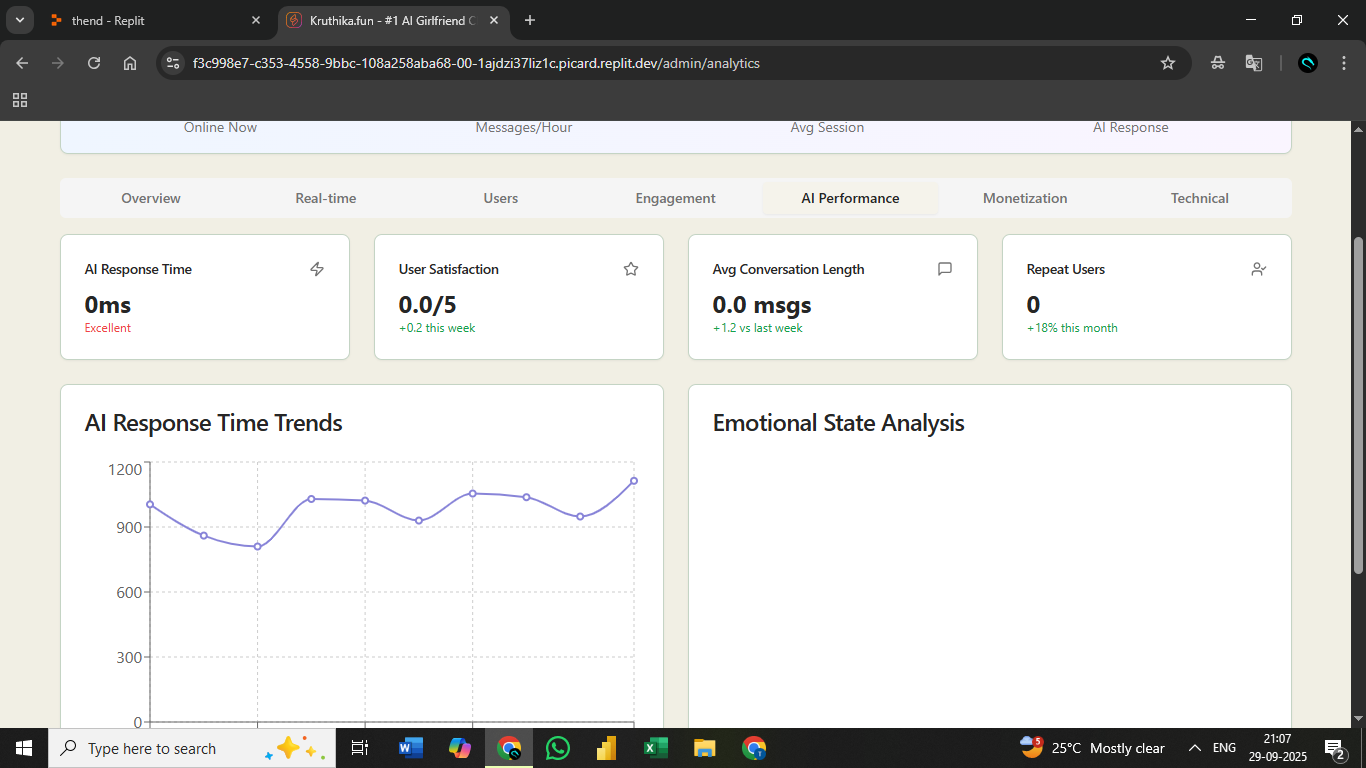 thend - Replit
Kruthika.fun - #1 AI Girlfriend C
f3c998e7-c353-4558-9bbc-108a258aba68-00-1ajdzi37liz1c.picard.replit.dev/admin/analytics
Online Now Messages/Hour Avg Session AI Response
Overview Real-time Users Engagement AI Performance Monetization Technical
AI Response Time
0ms
Excellent
User Satisfaction
0.0/5
+0.2 this week
Avg Conversation Length
0.0 msgs
+1.2 vs last week
Repeat Users
0
+18% this month
AI Response Time Trends
1200
900
600
300
0
Emotional State Analysis
Type here to search
5
25°C Mostly clear
ENG
21:07
29-09-2025
2